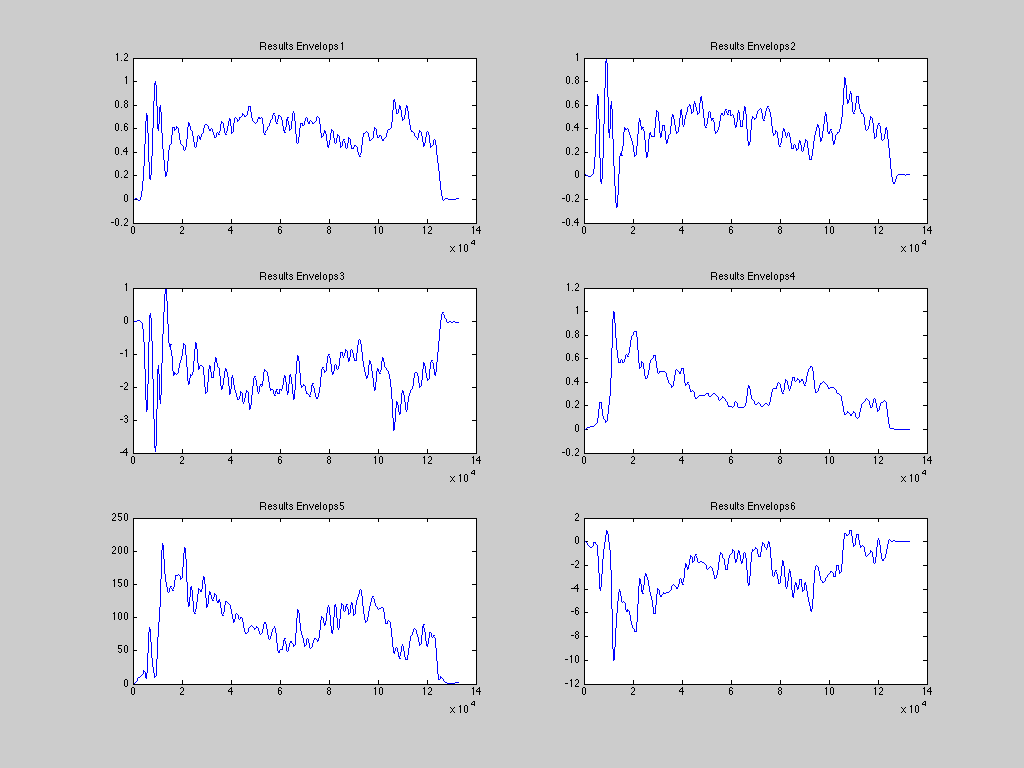 Results Envelops1
1.2
1
0.8
0.6
0.4
0.2
0
-0.2
0 2 4 6 8 10 12 14
x 10^4
Results Envelops2
1
0.8
0.6
0.4
0.2
0
-0.2
-0.4
0 2 4 6 8 10 12 14
x 10^4
Results Envelops3
1
0
-1
-2
-3
-4
0 2 4 6 8 10 12 14
x 10^4
Results Envelops4
1.2
1
0.8
0.6
0.4
0.2
0
-0.2
0 2 4 6 8 10 12 14
x 10^4
Results Envelops5
250
200
150
100
50
0
0 2 4 6 8 10 12 14
x 10^4
Results Envelops6
2
0
-2
-4
-6
-8
-10
-12
0 2 4 6 8 10 12 14
x 10^4